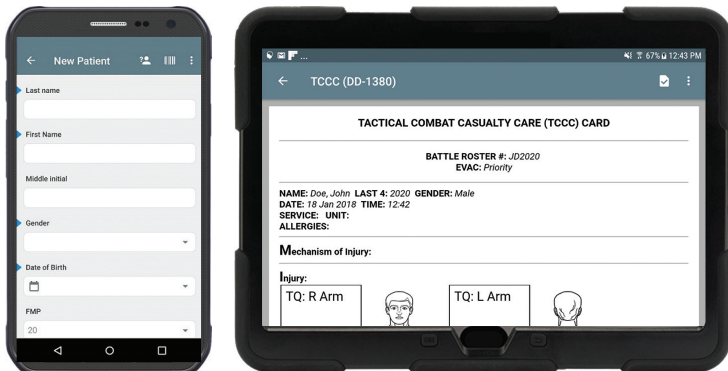 New Patient
Last name
First Name
Middle initial
Gender
Date of Birth
FMP
20
67% 12:43 PM
TCCC (DD-1380)
TACTICAL COMBAT CASUALTY CARE (TCCC) CARD
BATTLE ROSTER #: JD2020
EVAC: Priority
NAME: Doe, John LAST 4: 2020 GENDER: Male
DATE: 18 Jan 2018 TIME: 12:42
SERVICE: UNIT:
ALLERGIES:
Mechanism of Injury:
Injury:
TQ: R Arm
TQ: L Arm